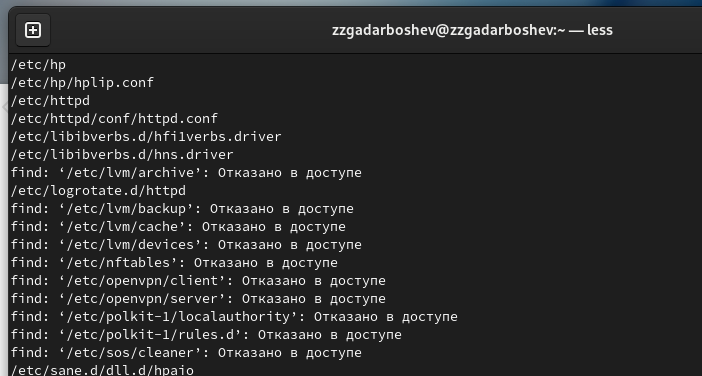 zzgadarboshev@zzgadarboshev:~ — less
/etc/hp
/etc/hp/hplip.conf
/etc/httpd
/etc/httpd/conf/httpd.conf
/etc/libibverbs.d/hfi1verbs.driver
/etc/libibverbs.d/hns.driver
find: ‘/etc/lvm/archive’: Отказано в доступе
/etc/logrotate.d/httpd
find: ‘/etc/lvm/backup’: Отказано в доступе
find: ‘/etc/lvm/cache’: Отказано в доступе
find: ‘/etc/lvm/devices’: Отказано в доступе
find: ‘/etc/nftables’: Отказано в доступе
find: ‘/etc/openvpn/client’: Отказано в доступе
find: ‘/etc/openvpn/server’: Отказано в доступе
find: ‘/etc/polkit-1/localauthority’: Отказано в доступе
find: ‘/etc/polkit-1/rules.d’: Отказано в доступе
find: ‘/etc/sos/cleaner’: Отказано в доступе
/etc/sane.d/dll.d/hpaio